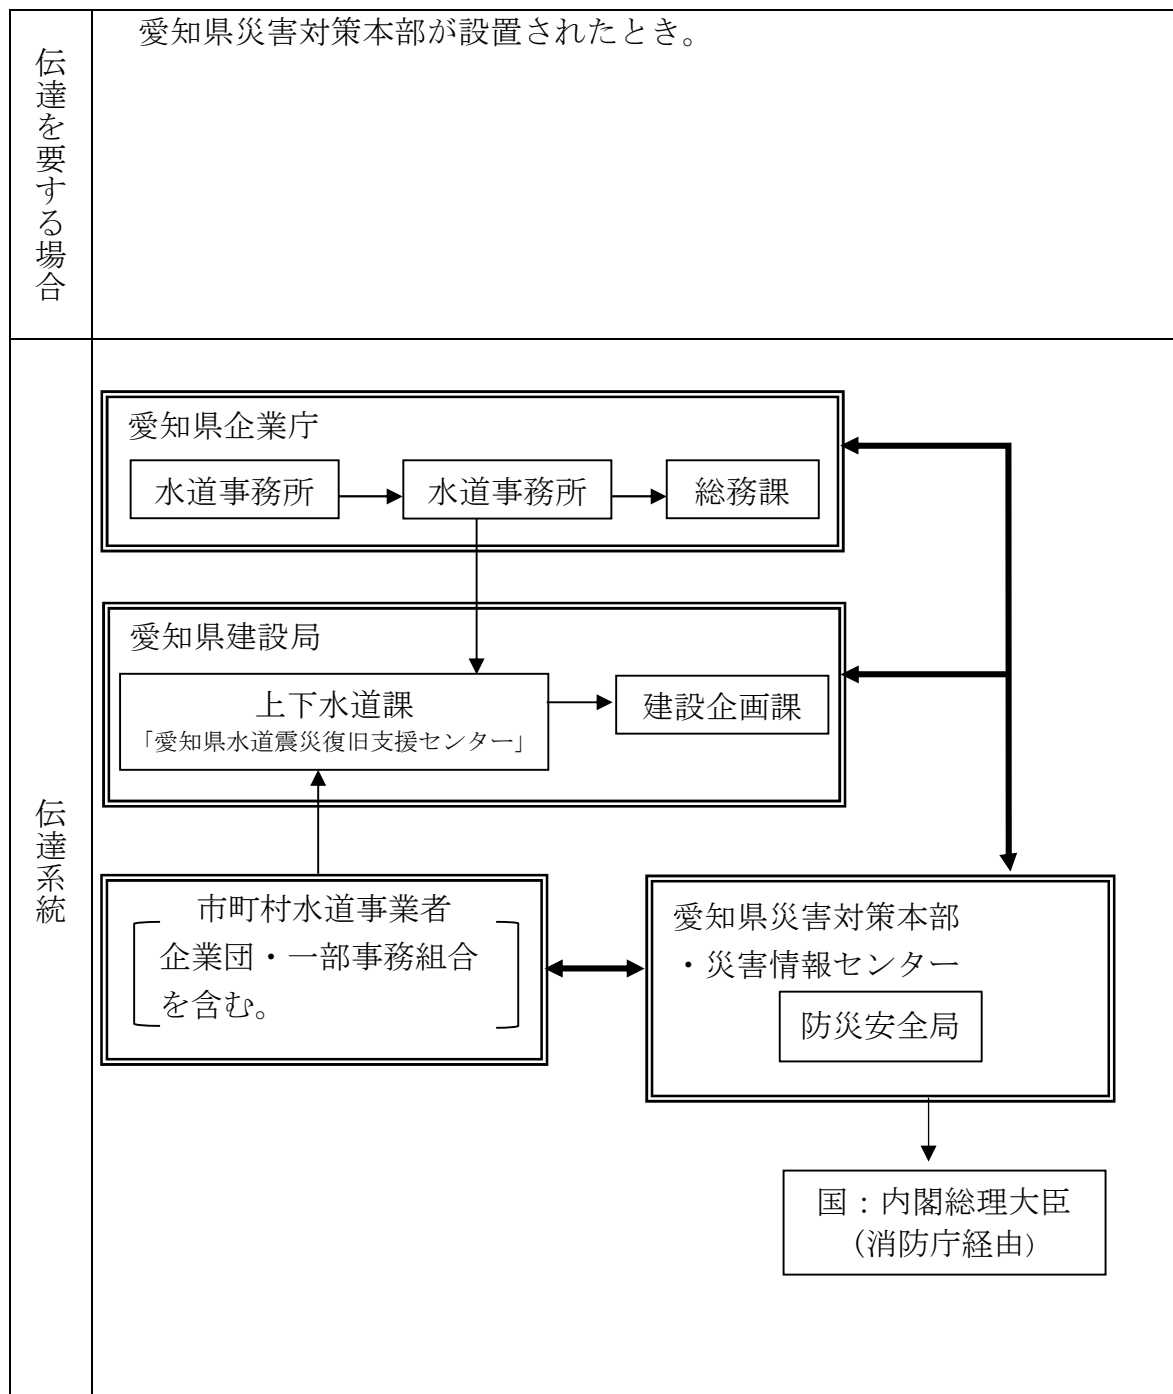 伝達を要する場合
愛知県災害対策本部が設置されたとき。
伝達系統
愛知県企業庁
水道事務所
水道事務所
総務課
愛知県建設局
上下水道課
「愛知県水道震災復旧支援センター」
建設企画課
市町村水道事業者
企業団・一部事務組合
を含む。
愛知県災害対策本部
・災害情報センター
防災安全局
国：内閣総理大臣
（消防庁経由）